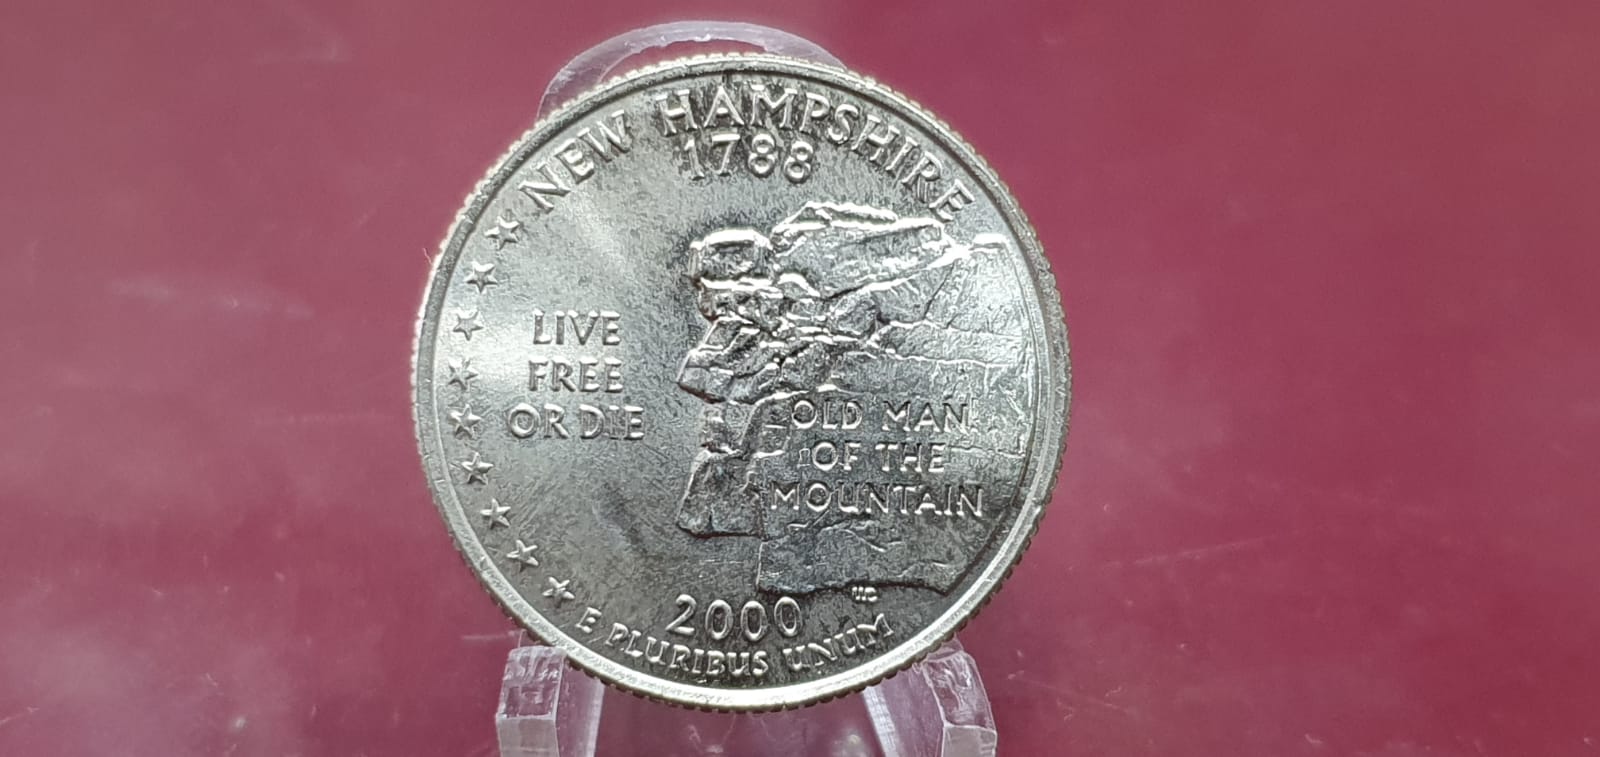 NEW HAMPSHIRE
1788
LIVE
FREE
OR DIE
OLD MAN
OF THE
MOUNTAIN
2000
E PLURIBUS UNUM